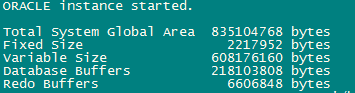 ORACLE instance started.
Total System Global Area  835104768 bytes
Fixed Size                  2217952 bytes
Variable Size             608176160 bytes
Database Buffers          218103808 bytes
Redo Buffers                6606848 bytes